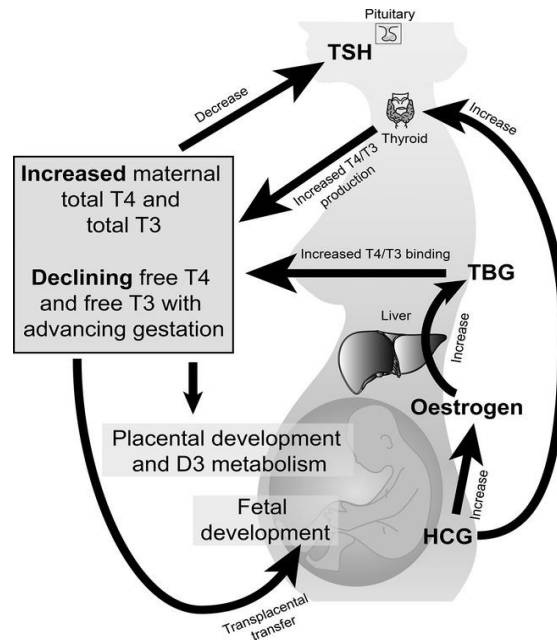 Pituitary
TSH
Decrease
Thyroid
Increase
Increased T4/T3
production
Increased maternal
total T4 and
total T3
Declining free T4
and free T3 with
advancing gestation
Increased T4/T3 binding
TBG
Liver
Increase
Oestrogen
Placental development
and D3 metabolism
Fetal
development
Increase
HCG
Transplacental
transfer